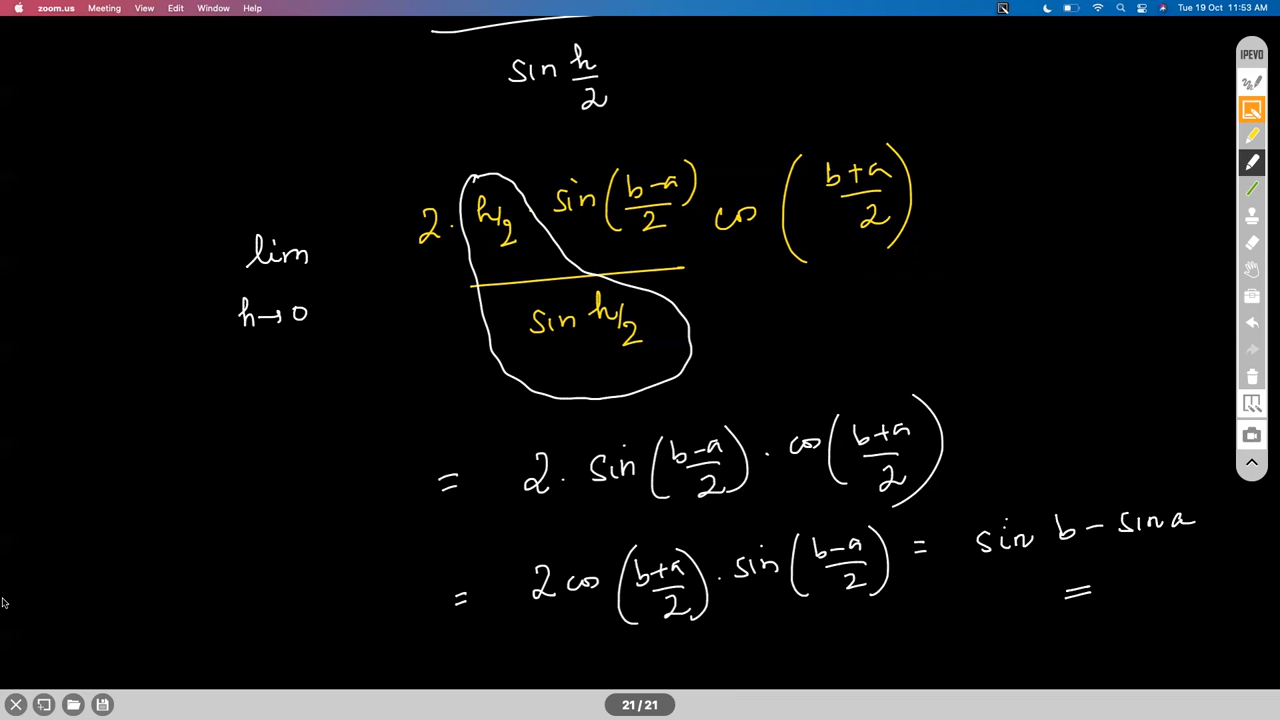 zoom.us Meeting View Edit Window Help Tue 19 Oct 11:53 AM
IPEVO
sin h/2
lim h→0 2. h/2 sin(b-a/2) cos(b+a/2)
sin h/2
= 2. sin(b-a/2) . cos(b+a/2)
= 2 cos(b+a/2) . sin(b-a/2) = sin b - sin a
=
21 / 21